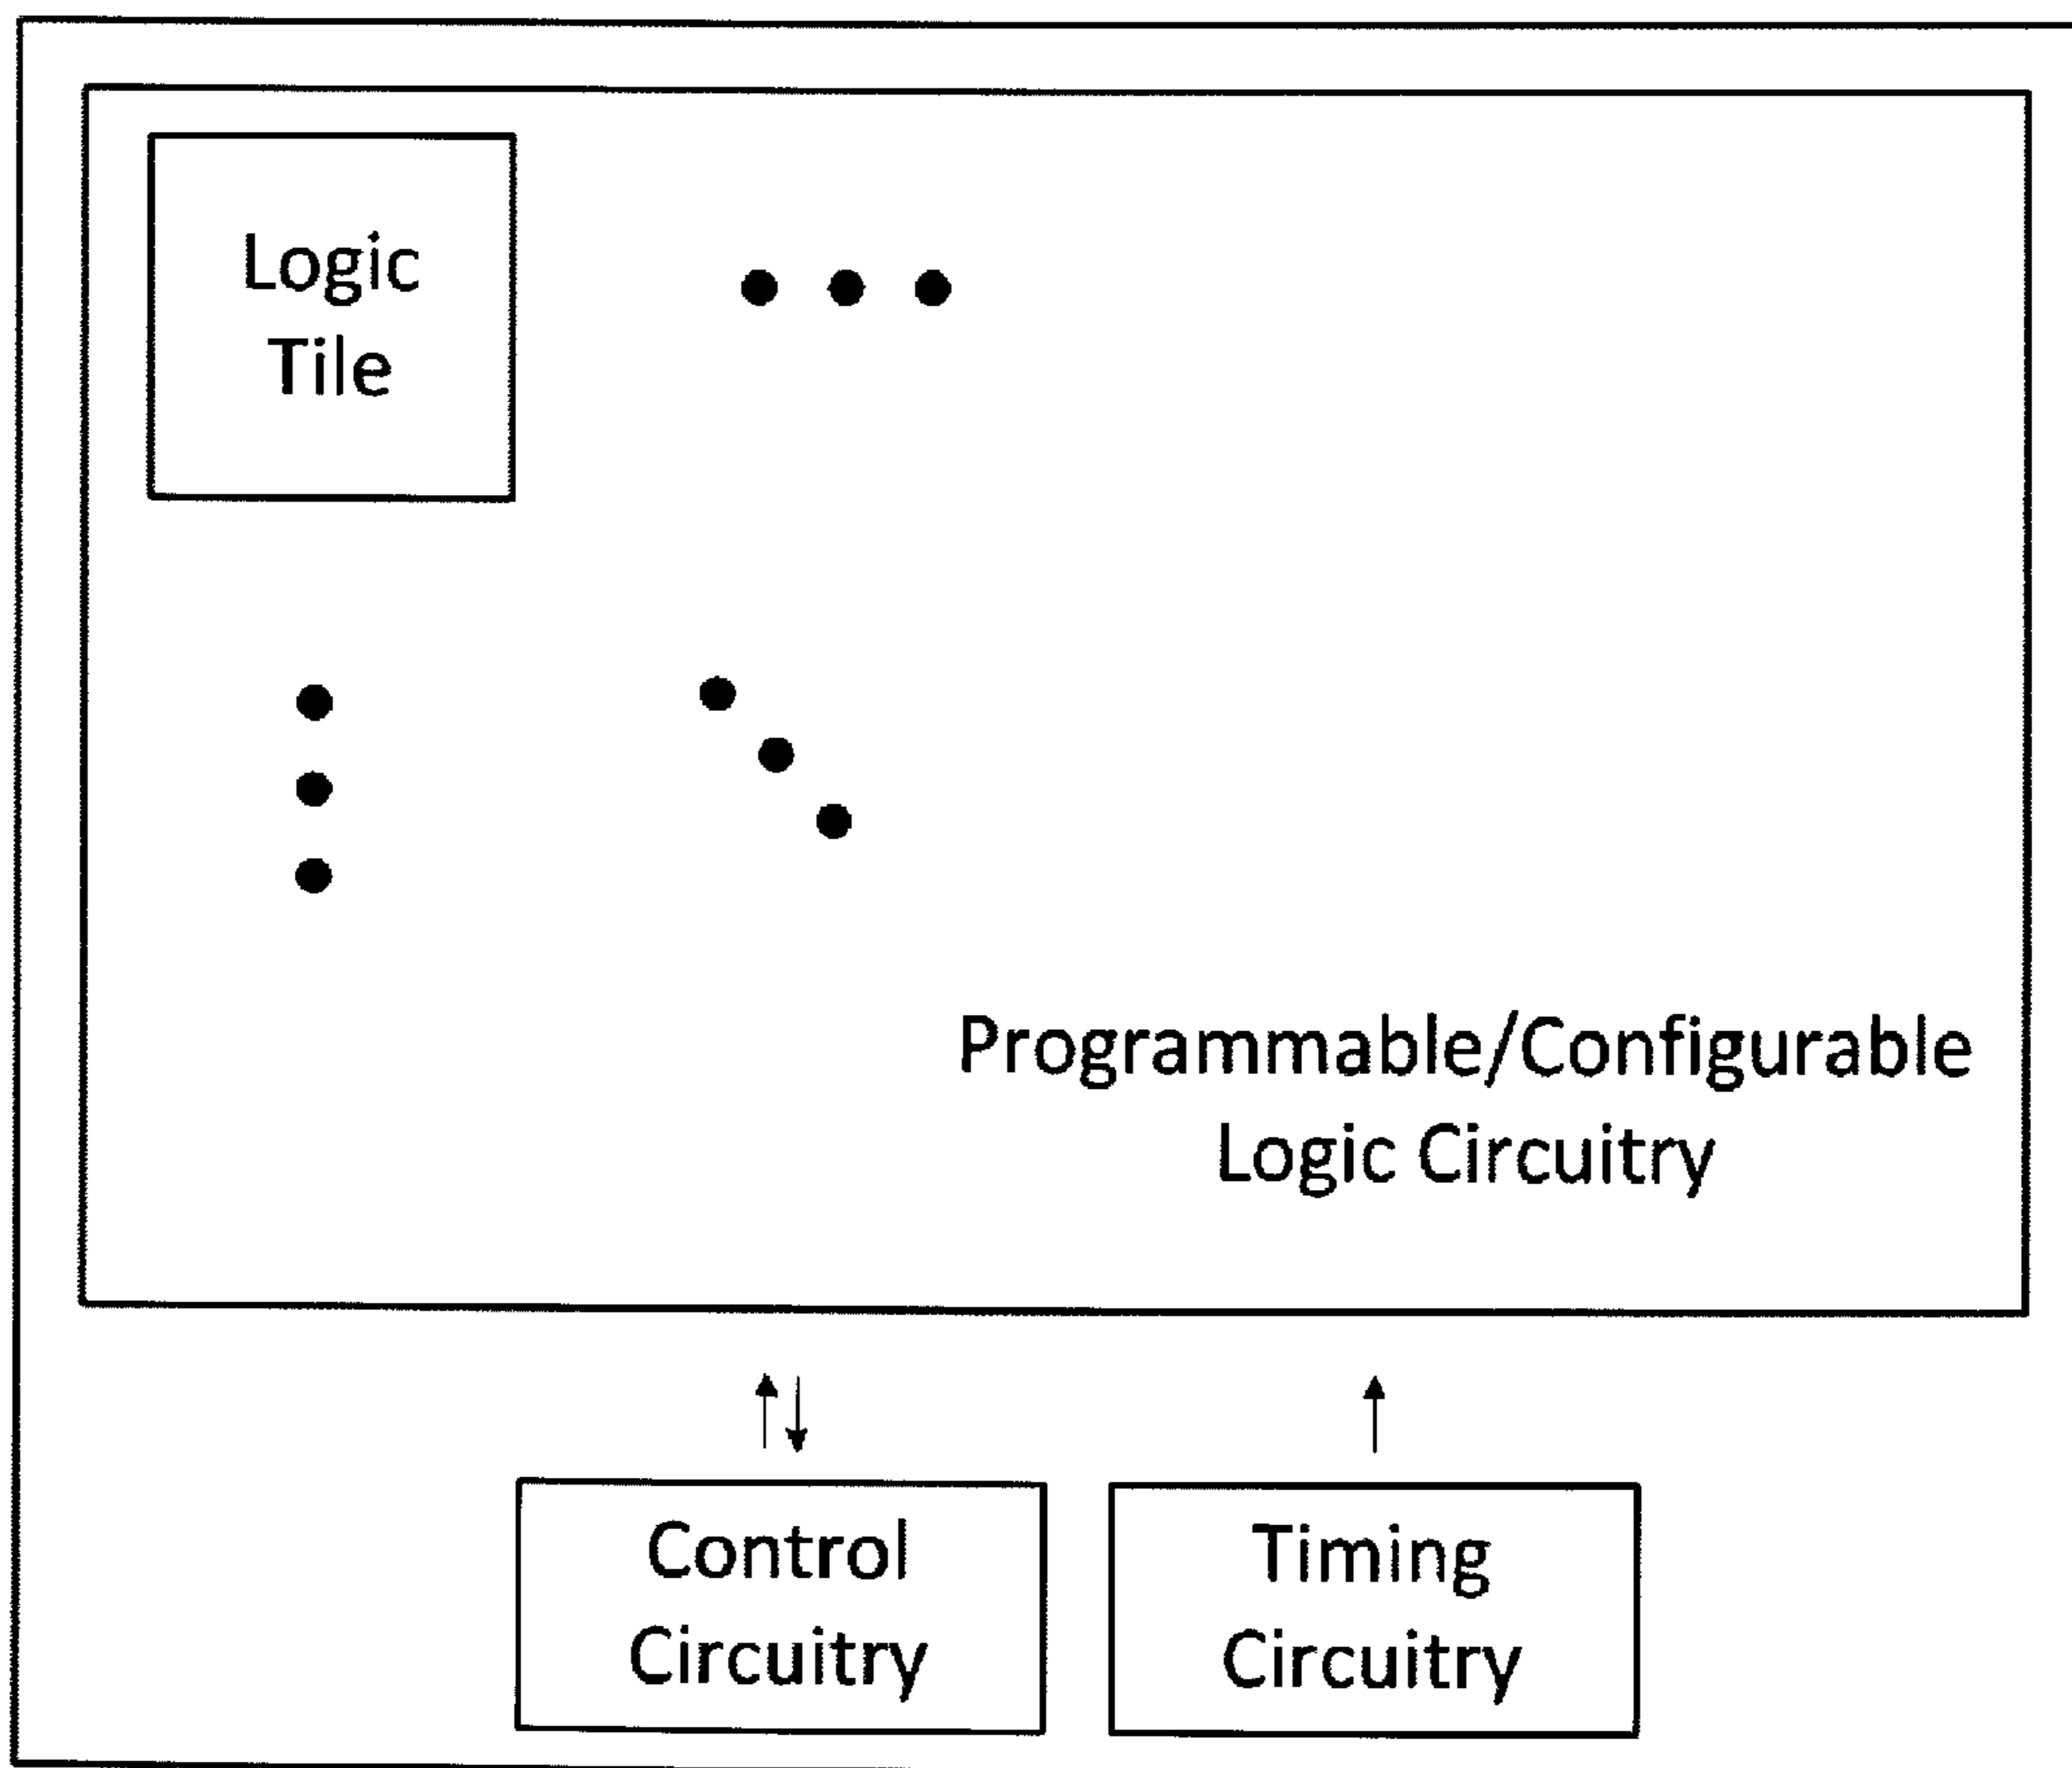 Logic
Tile
Programmable/Configurable
Logic Circuitry
Control
Circuitry
Timing
Circuitry